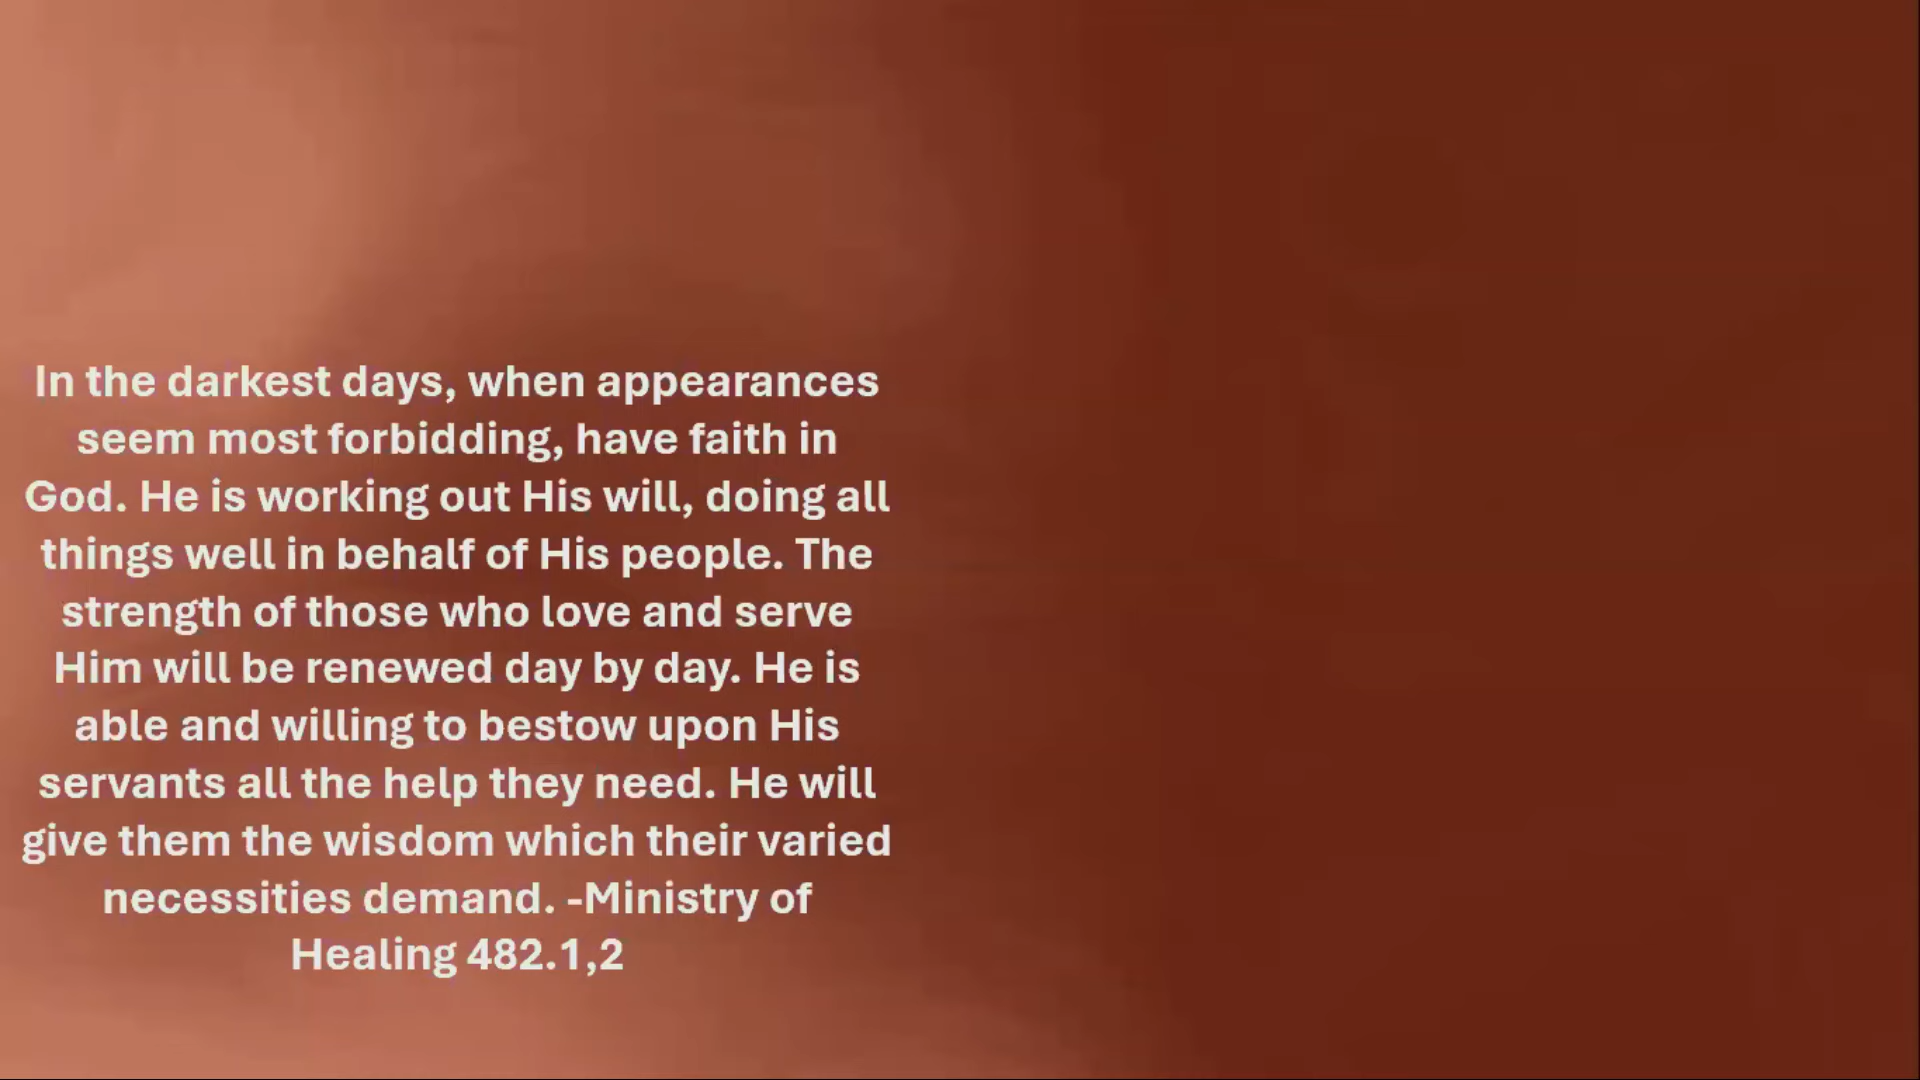 In the darkest days, when appearances
seem most forbidding, have faith in
God. He is working out His will, doing all
things well in behalf of His people. The
strength of those who love and serve
Him will be renewed day by day. He is
able and willing to bestow upon His
servants all the help they need. He will
give them the wisdom which their varied
necessities demand. -Ministry of
Healing 482.1,2